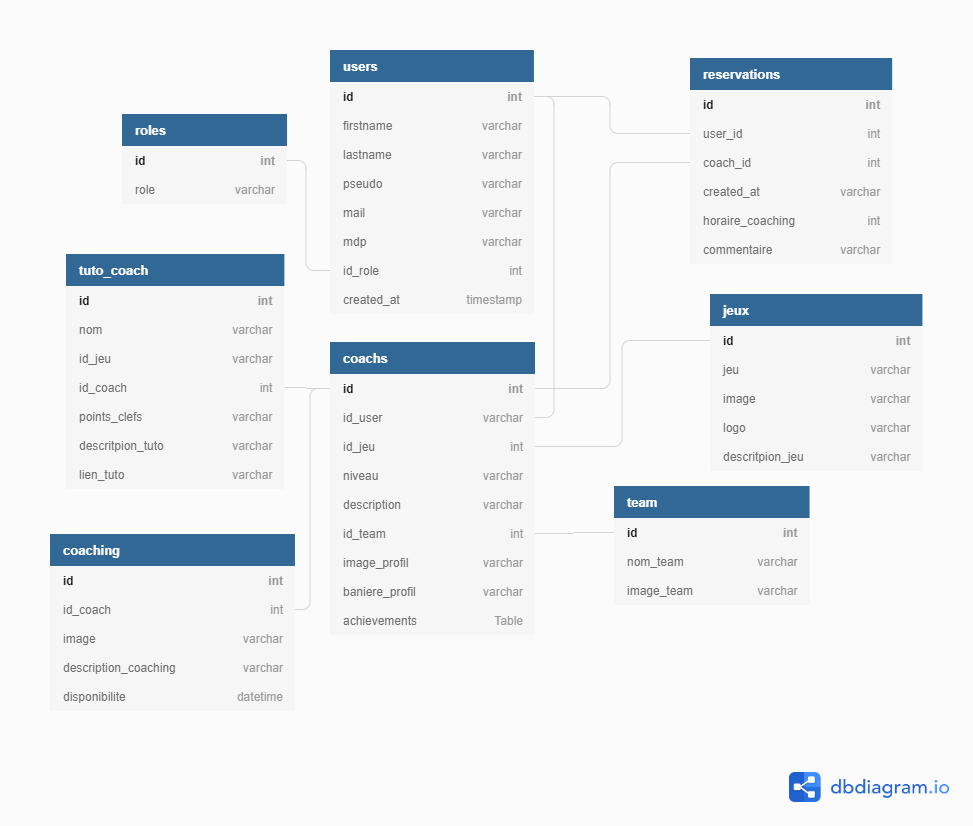 roles
id int
role varchar
tuto_coach
id int
nom varchar
id_jeu varchar
id_coach int
points_clefs varchar
descritpion_tuto varchar
lien_tuto varchar
coaching
id int
id_coach int
image varchar
description_coaching varchar
disponibilite datetime
users
id int
firstname varchar
lastname varchar
pseudo varchar
mail varchar
mdp varchar
id_role int
created_at timestamp
coachs
id int
id_user varchar
id_jeu int
niveau varchar
description varchar
id_team int
image_profil varchar
baniere_profil varchar
achievements Table
reservations
id int
user_id int
coach_id int
created_at varchar
horaire_coaching int
commentaire varchar
jeux
id int
jeu varchar
image varchar
logo varchar
descritpion_jeu varchar
team
id int
nom_team varchar
image_team varchar
dbdiagram.io